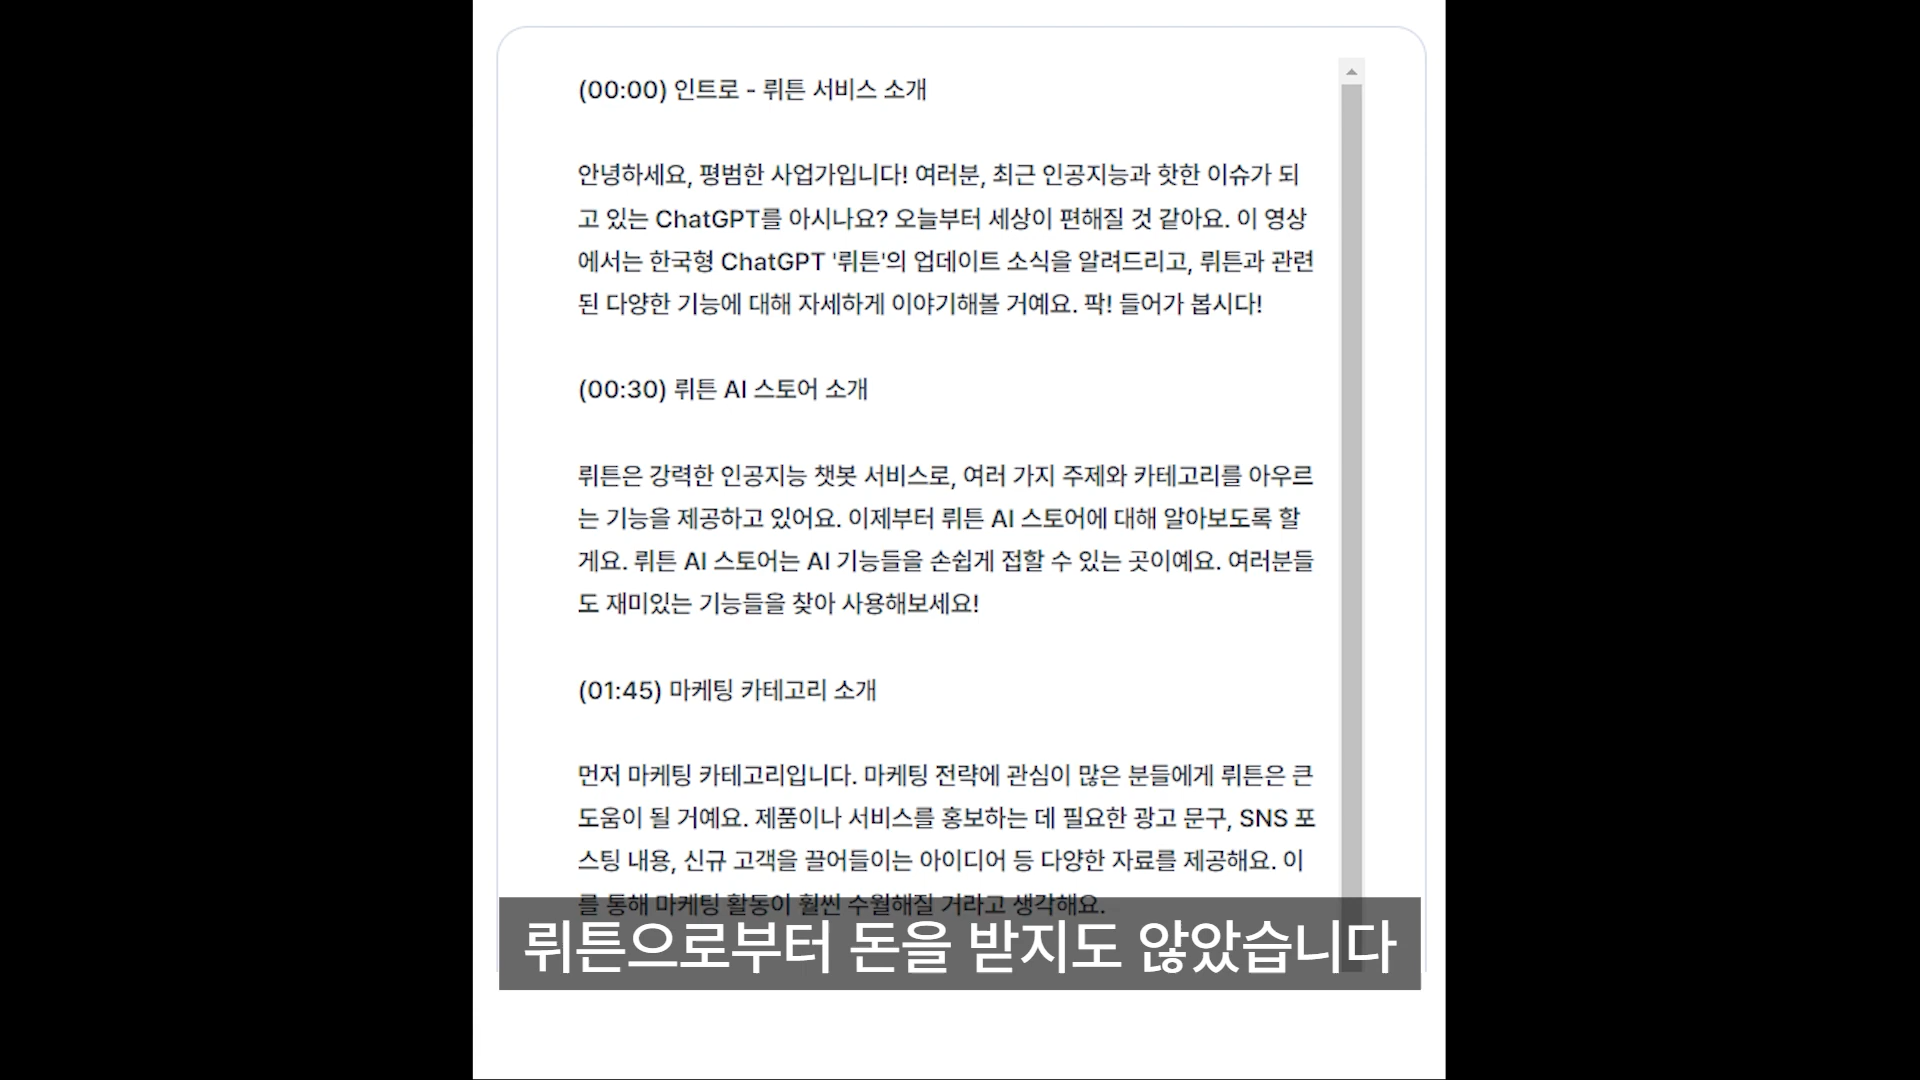 (00:00) 인트로 - 뤼튼 서비스 소개
안녕하세요, 평범한 사업가입니다! 여러분, 최근 인공지능과 핫한 이슈가 되
고 있는 ChatGPT를 아시나요? 오늘부터 세상이 편해질 것 같아요. 이 영상
에서는 한국형 ChatGPT '뤼튼'의 업데이트 소식을 알려드리고, 뤼튼과 관련
된 다양한 기능에 대해 자세하게 이야기해볼 거예요. 팍! 들어가 봅시다!
(00:30) 뤼튼 AI 스토어 소개
뤼튼은 강력한 인공지능 챗봇 서비스로, 여러 가지 주제와 카테고리를 아우르
는 기능을 제공하고 있어요. 이제부터 뤼튼 AI 스토어에 대해 알아보도록 할
게요. 뤼튼 AI 스토어는 AI 기능들을 손쉽게 접할 수 있는 곳이예요. 여러분들
도 재미있는 기능들을 찾아 사용해보세요!
(01:45) 마케팅 카테고리 소개
먼저 마케팅 카테고리입니다. 마케팅 전략에 관심이 많은 분들에게 뤼튼은 큰
도움이 될 거예요. 제품이나 서비스를 홍보하는 데 필요한 광고 문구, SNS 포
스팅 내용, 신규 고객을 끌어들이는 아이디어 등 다양한 자료를 제공해요. 이
를 통해 마케팅 활동이 훨씬 수월해질 거라고 생각해요.
뤼튼으로부터 돈을 받지도 않았습니다